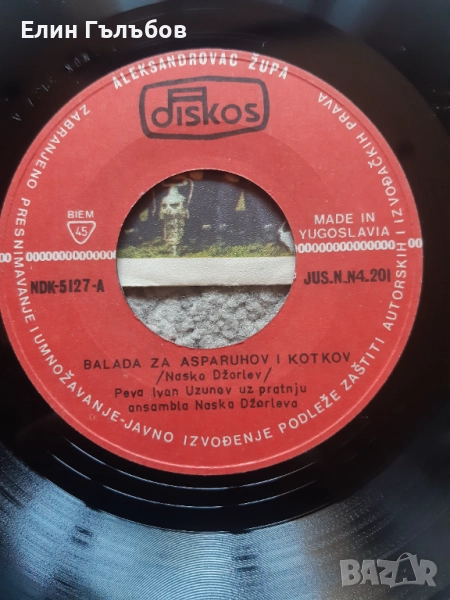 Елин Гълъбов
ALEKSANDROVAC ŽUPA
ZABRANJENO PRESNIMAVANJE I UMNOŽAVANJE-JAVNO IZVOĐENJE PODLEŽE ZAŠTITI AUTORSKIH I IZVOĐAČKIH PRAVA
diskos
BIEM
45
MADE IN
YUGOSLAVIA
NDK-5127-A
JUS.N.N4.201
BALADA ZA ASPARUHOV I KOTKOV
/Nasko Džorlev/
Peva Ivan Uzunov uz pratnju
ansambla Naska Džorleva
BAZAR